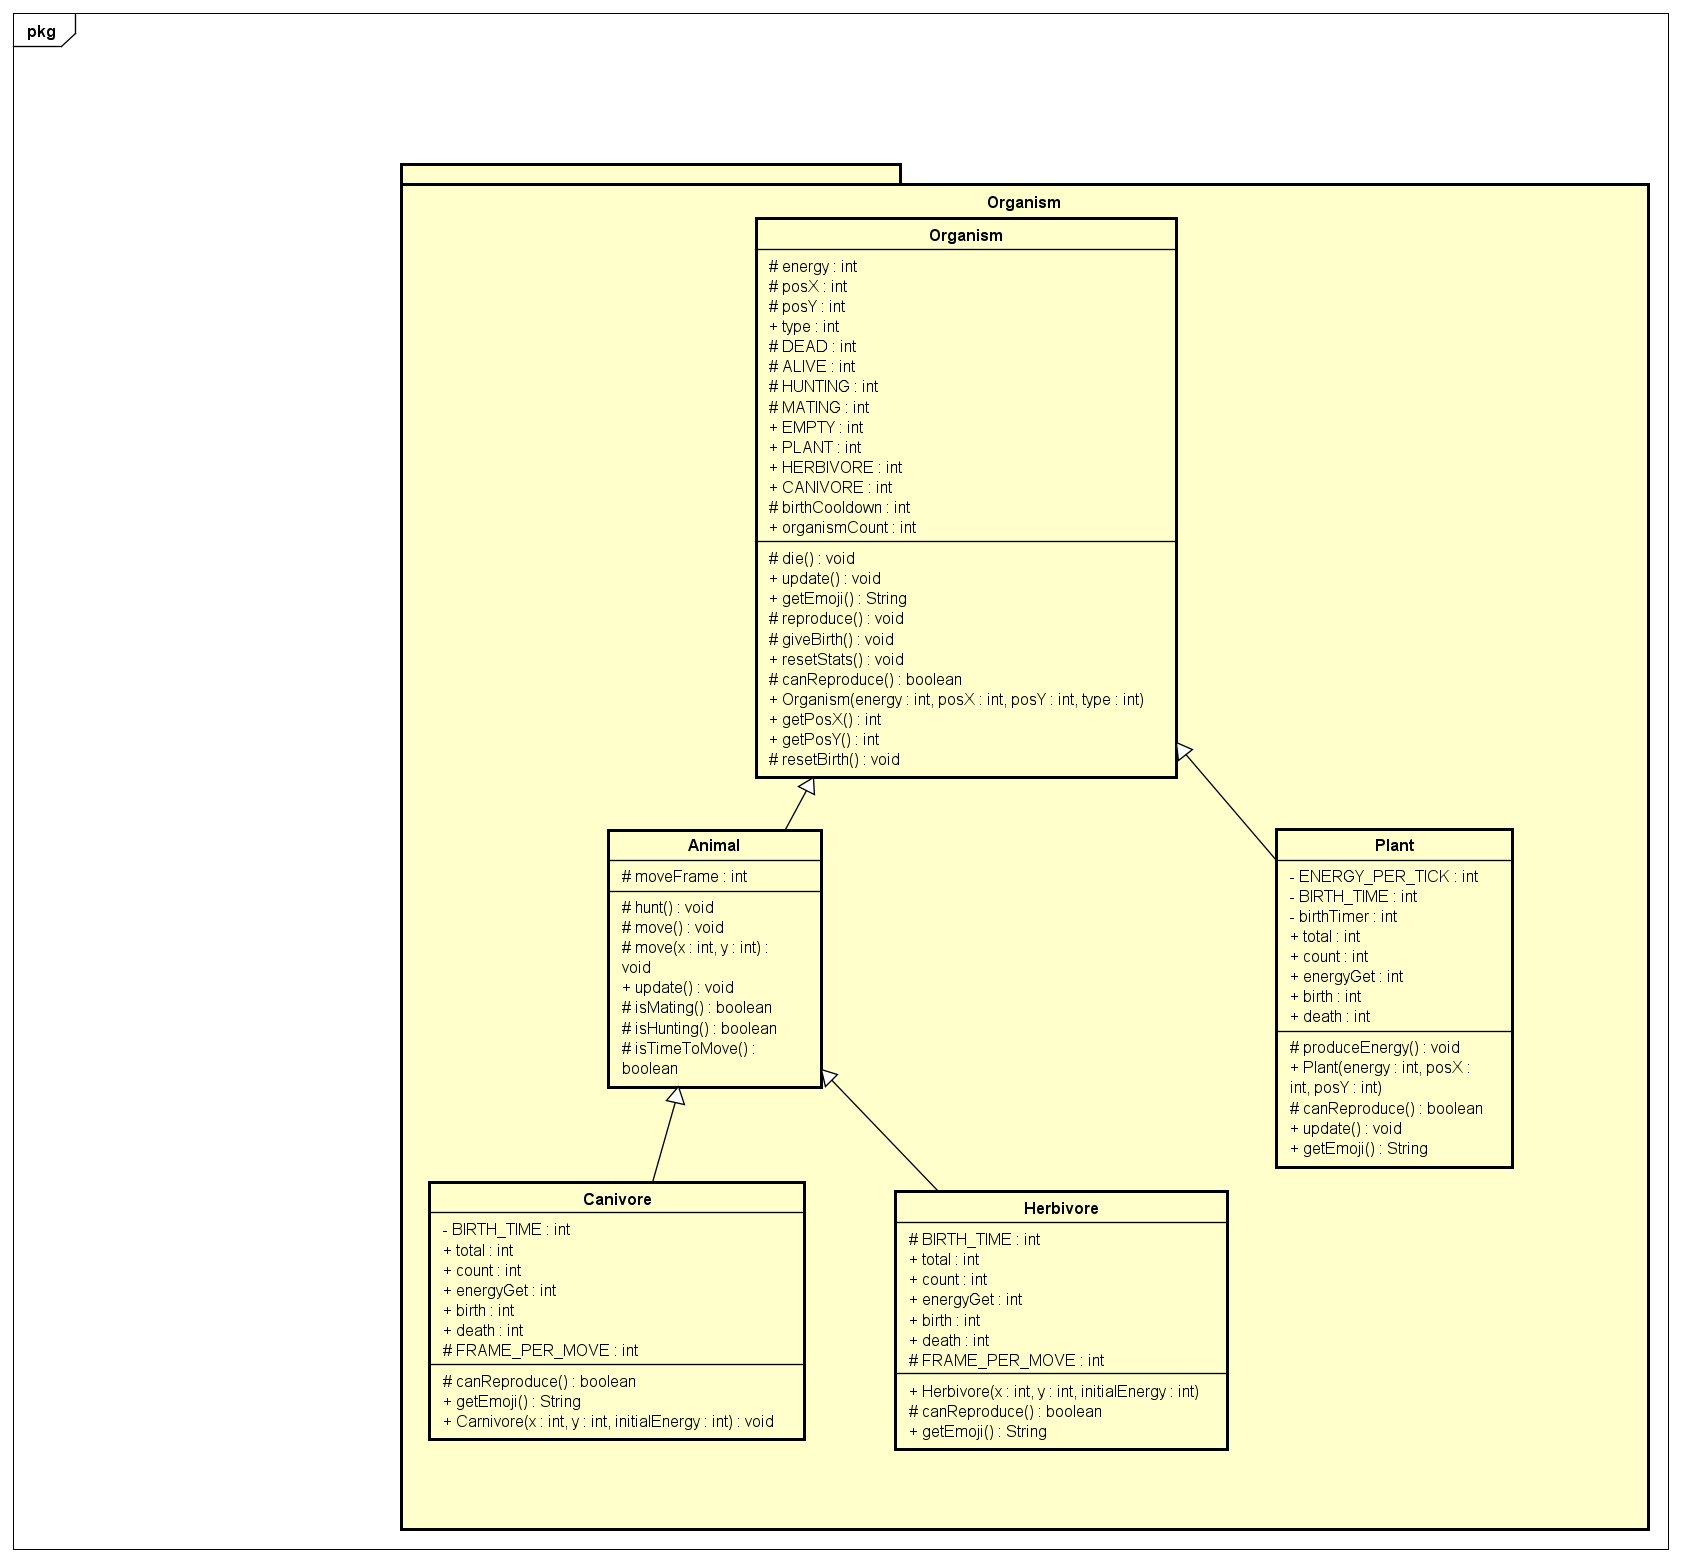 pkg
Organism
Organism
# energy : int
# posX : int
# posY : int
+ type : int
# DEAD : int
# ALIVE : int
# HUNTING : int
# MATING : int
+ EMPTY : int
+ PLANT : int
+ HERBIVORE : int
+ CANIVORE : int
# birthCooldown : int
+ organismCount : int
# die() : void
+ update() : void
+ getEmoji() : String
# reproduce() : void
# giveBirth() : void
+ resetStats() : void
# canReproduce() : boolean
+ Organism(energy : int, posX : int, posY : int, type : int)
+ getPosX() : int
+ getPosY() : int
# resetBirth() : void
Animal
# moveFrame : int
# hunt() : void
# move() : void
# move(x : int, y : int) :
void
+ update() : void
# isMating() : boolean
# isHunting() : boolean
# isTimeToMove() :
boolean
Plant
- ENERGY_PER_TICK : int
- BIRTH_TIME : int
- birthTimer : int
+ total : int
+ count : int
+ energyGet : int
+ birth : int
+ death : int
# produceEnergy() : void
+ Plant(energy : int, posX :
int, posY : int)
# canReproduce() : boolean
+ update() : void
+ getEmoji() : String
Canivore
- BIRTH_TIME : int
+ total : int
+ count : int
+ energyGet : int
+ birth : int
+ death : int
# FRAME_PER_MOVE : int
# canReproduce() : boolean
+ getEmoji() : String
+ Carnivore(x : int, y : int, initialEnergy : int) : void
Herbivore
# BIRTH_TIME : int
+ total : int
+ count : int
+ energyGet : int
+ birth : int
+ death : int
# FRAME_PER_MOVE : int
+ Herbivore(x : int, y : int, initialEnergy : int)
# canReproduce() : boolean
+ getEmoji() : String